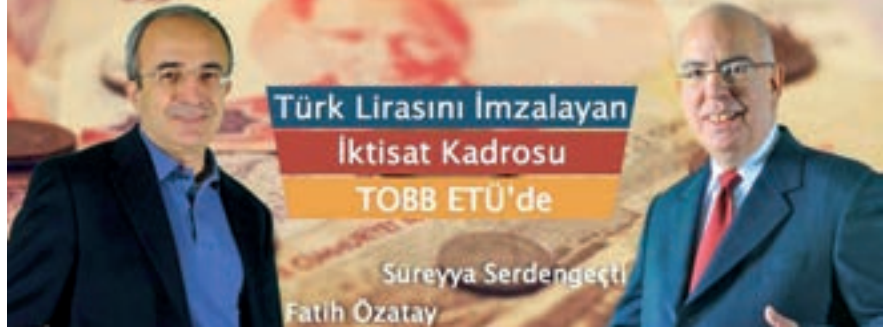 Türk Lirasını İmzalayan
İktisat Kadrosu
TOBB ETÜ'de
Süreyya Serdengeçti
Fatih Özatay